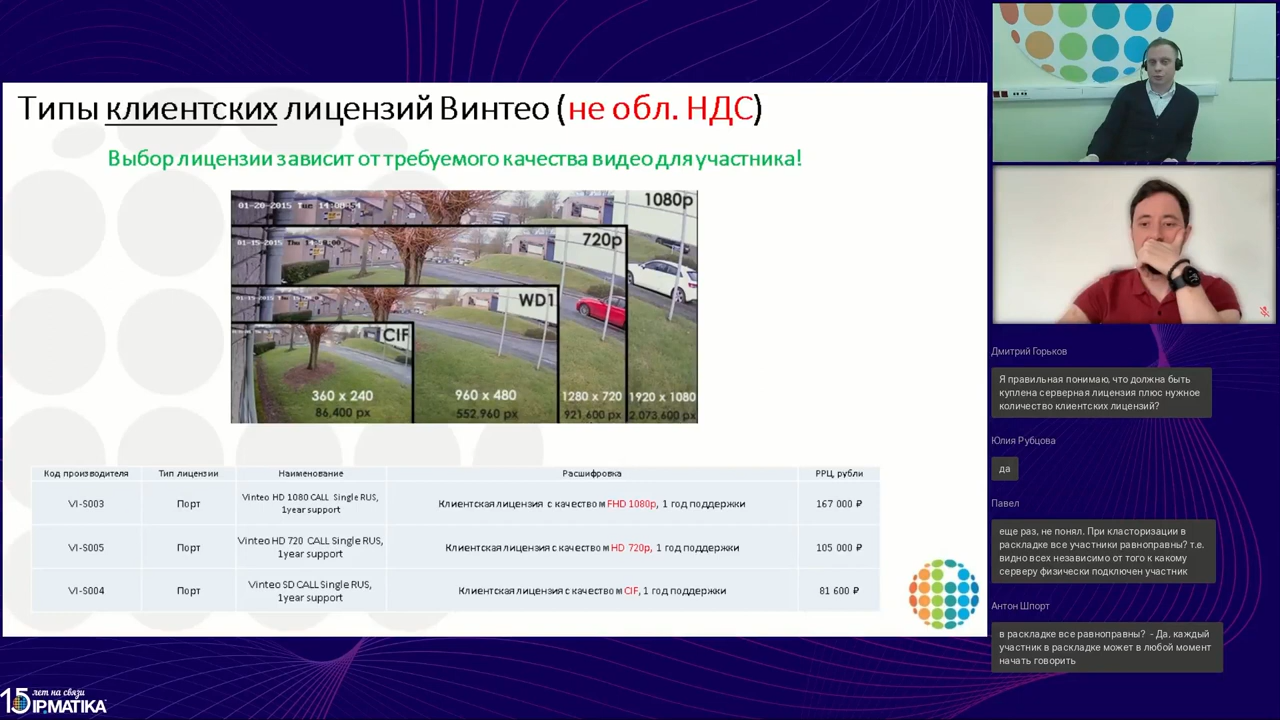 Типы клиентских лицензий Винтео (не обл. НДС)
Выбор лицензии зависит от требуемого качества видео для участника!
01-20-2015
1080p
01-15-2015
720p
WD1
CIF
360 x 240
86,400 px
960 x 480
552,960 px
1280 x 720
921,600 px
1920 x 1080
2,073,600 px
Код производителя Тип лицензии Наименование Расшифровка РРЦ, рубли
VI-S003 Порт Vinteo HD 1080 CALL Single RUS, 1year support Клиентская лицензия с качеством FHD 1080p, 1 год поддержки 167 000 ₽
VI-S005 Порт Vinteo HD 720 CALL Single RUS, 1year support Клиентская лицензия с качеством HD 720p, 1 год поддержки 105 000 ₽
VI-S004 Порт Vinteo SD CALL Single RUS, 1year support Клиентская лицензия с качеством CIF, 1 год поддержки 81 600 ₽
15 лет на связи
IPMATIKA
Дмитрий Горьков
Я правильная понимаю, что должна быть
куплена серверная лицензия плюс нужное
количество клиентских лицензий?
Юлия Рубцова
да
Павел
еще раз, не понял. При класторизации в
раскладке все участники равноправны? т.е.
видно всех независимо от того к какому
серверу физически подключен участник
Антон Шпорт
в раскладке все равноправны? - Да, каждый
участник в раскладке может в любой момент
начать говорить